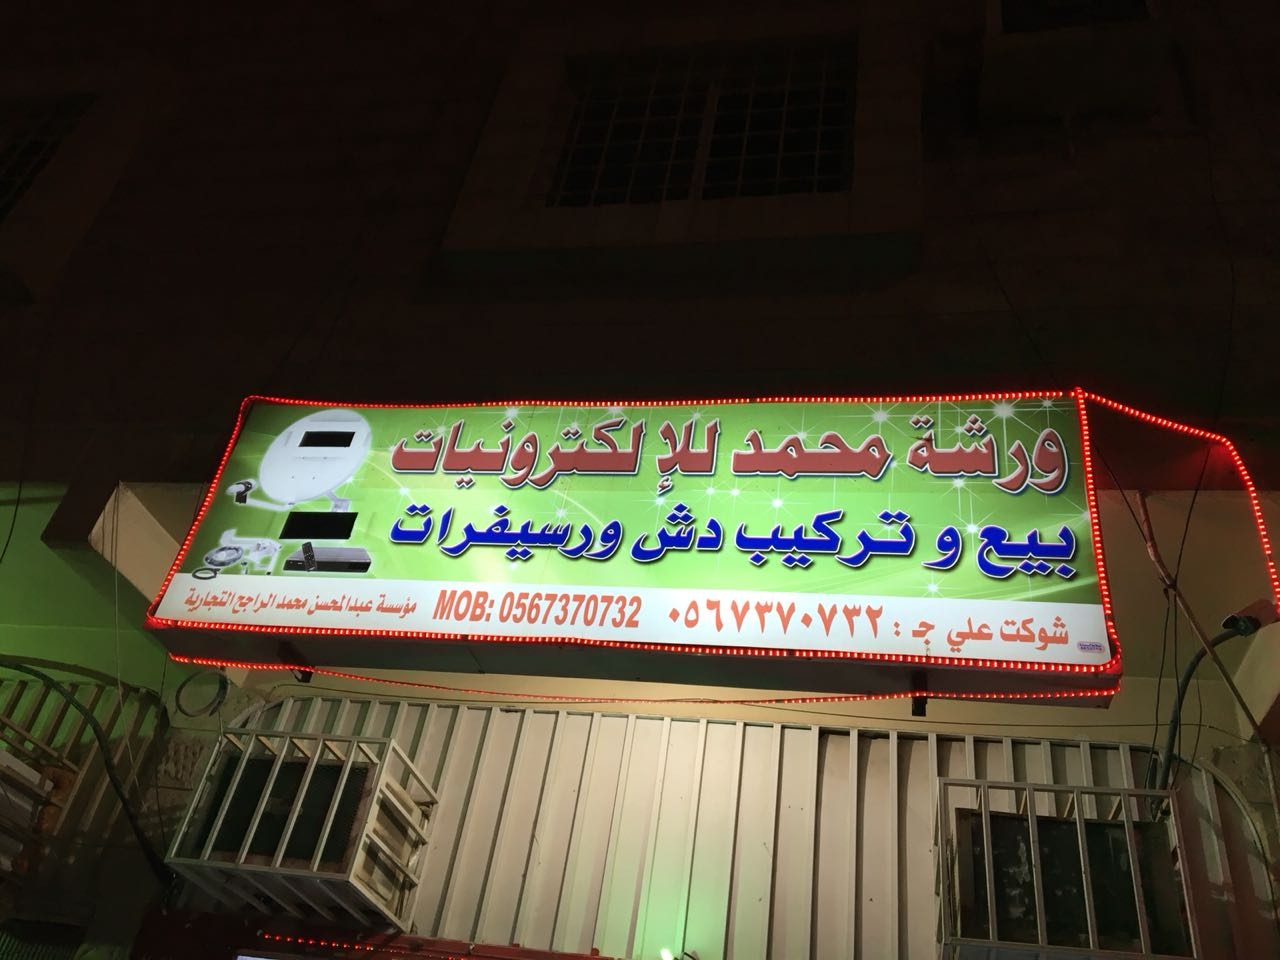 ورشة محمد للإلكترونيات
بيع و تركيب دش ورسيفرات
شوكت علي جـ : ٠٥٦٧٣٧٠٧٣٢ MOB: 0567370732 مؤسسة عبدالمحسن محمد الراجح التجارية